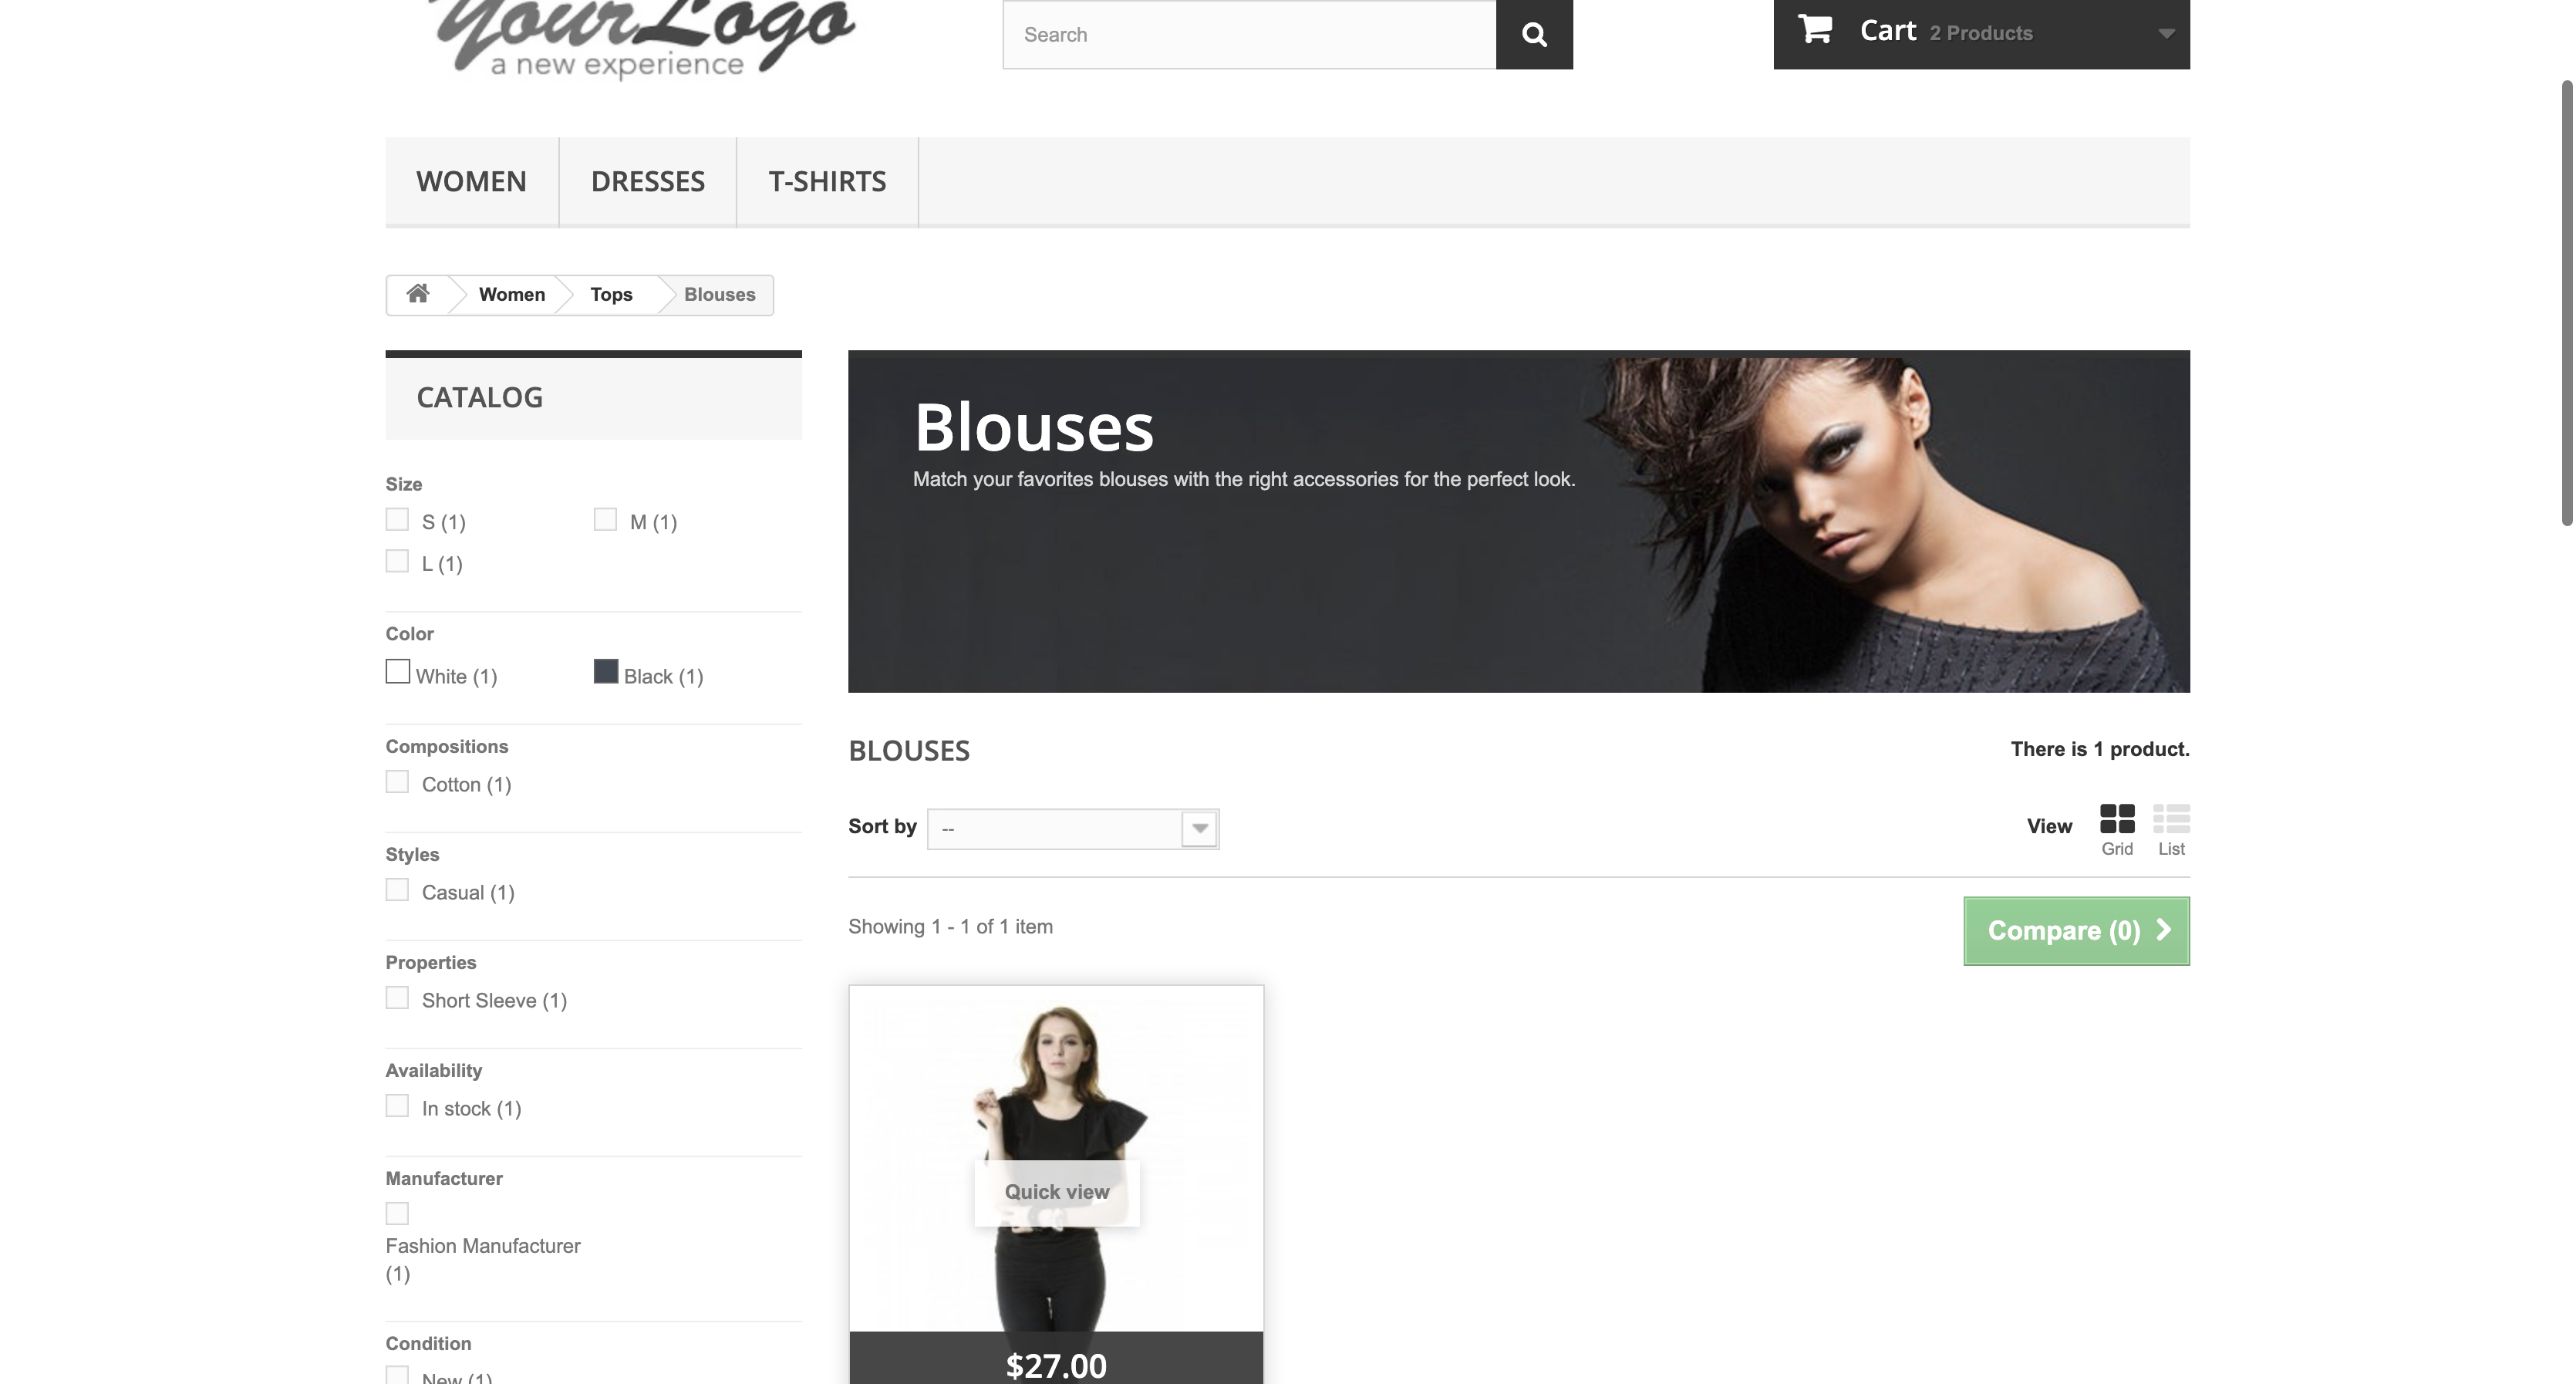 YourLogo
a new experience
Search
Cart 2 Products
WOMEN
DRESSES
T-SHIRTS
Women
Tops
Blouses
CATALOG
Size
S (1)
M (1)
L (1)
Color
White (1)
Black (1)
Compositions
Cotton (1)
Styles
Casual (1)
Properties
Short Sleeve (1)
Availability
In stock (1)
Manufacturer
Fashion Manufacturer
(1)
Condition
New (1)
Blouses
Match your favorites blouses with the right accessories for the perfect look.
BLOUSES
There is 1 product.
Sort by
--
View
Grid
List
Showing 1 - 1 of 1 item
Compare (0)
Quick view
$27.00